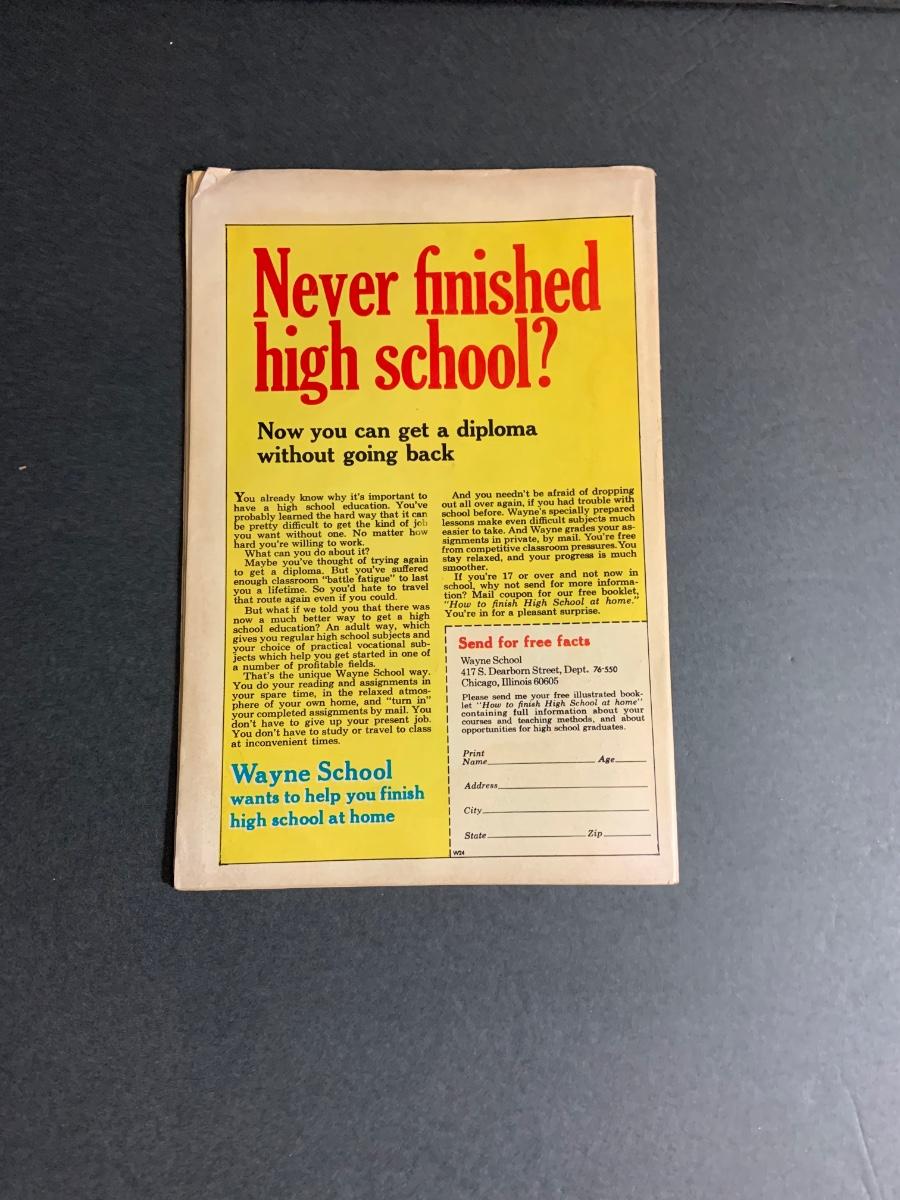 Never finished
high school?
Now you can get a diploma
without going back
You already know why it's important to
have a high school education. You've
probably learned the hard way that it can
be pretty difficult to get the kind of job
you want without one. No matter how
hard you're willing to work.
What can you do about it?
Maybe you've thought of trying again
to get a diploma. But you've suffered
enough classroom "battle fatigue" to last
you a lifetime. So you'd hate to travel
that route again even if you could.
But what if we told you that there was
now a much better way to get a high
school education? An adult way, which
gives you regular high school subjects and
your choice of practical vocational sub-
jects which help you get started in one of
a number of profitable fields.
That's the unique Wayne School way.
You do your reading and assignments in
your spare time, in the relaxed atmos-
phere of your own home, and "turn in"
your completed assignments by mail. You
don't have to give up your present job.
You don't have to study or travel to class
at inconvenient times.
Wayne School
wants to help you finish
high school at home
And you needn't be afraid of dropping
out all over again, if you had trouble with
school before. Wayne's specially prepared
lessons make even difficult subjects much
easier to take. And Wayne grades your as-
signments in private, by mail. You're free
from competitive classroom pressures. You
stay relaxed, and your progress is much
smoother.
If you're 17 or over and not now in
school, why not send for more informa-
tion? Mail coupon for our free booklet,
"How to finish High School at home."
You're in for a pleasant surprise.
Send for free facts
Wayne School
417 S. Dearborn Street, Dept. 76-550
Chicago, Illinois 60605
Please send me your free illustrated book-
let "How to finish High School at home"
containing full information about your
courses and teaching methods, and about
opportunities for high school graduates.
Print
Name Age
Address
City
State Zip
W24